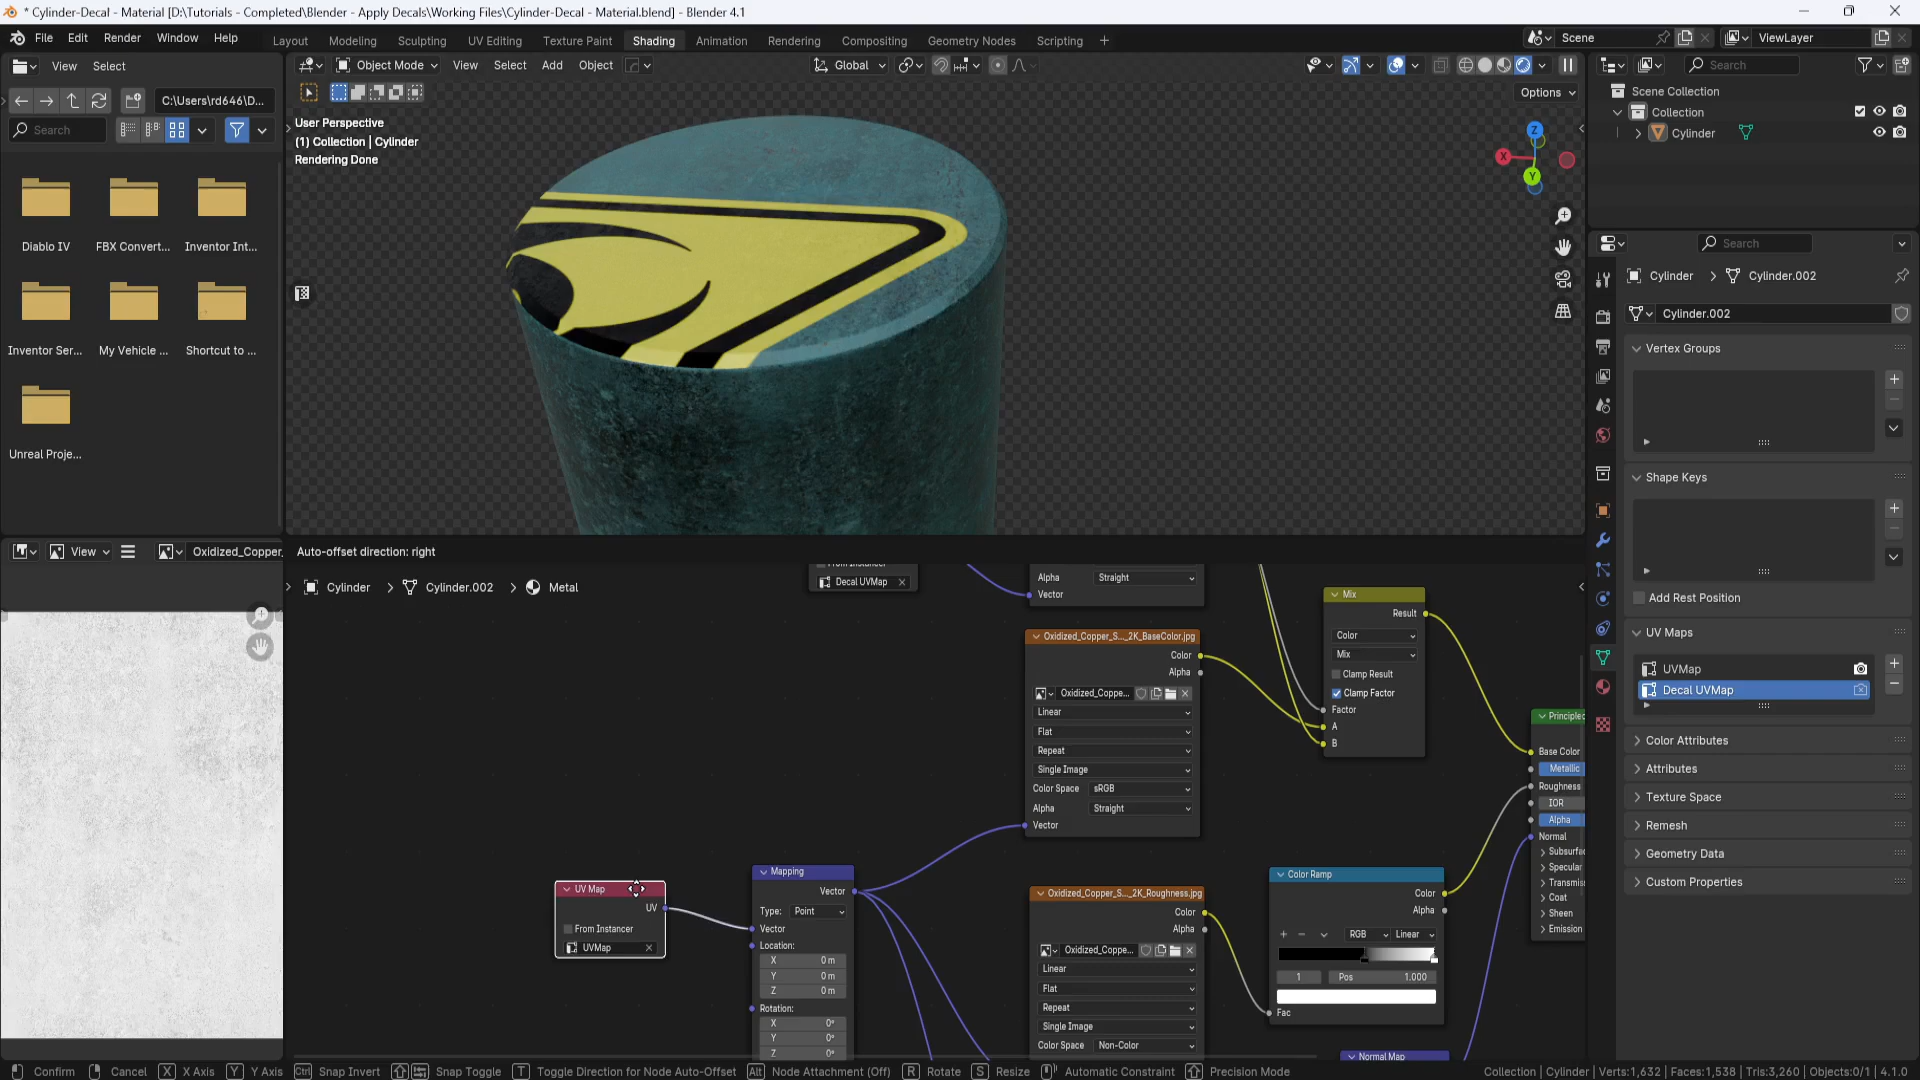 * Cylinder-Decal - Material [D:\Tutorials - Completed\Blender - Apply Decals\Working Files\Cylinder-Decal - Material.blend] - Blender 4.1
File Edit Render Window Help
Layout Modeling Sculpting UV Editing Texture Paint Shading Animation Rendering Compositing Geometry Nodes Scripting +
Scene
ViewLayer
View Select
Object Mode View Select Add Object
Global
Search
C:\Users\rd646\D...
Options
Search
Scene Collection
Collection
Cylinder
User Perspective
(1) Collection | Cylinder
Rendering Done
Z
X
Y
Diablo IV
FBX Convert...
Inventor Int...
Inventor Ser...
My Vehicle ...
Shortcut to ...
Unreal Proje...
Search
Cylinder > Cylinder.002
Cylinder.002
Vertex Groups
Shape Keys
Add Rest Position
UV Maps
UVMap
Decal UVMap
Color Attributes
Attributes
Texture Space
Remesh
Geometry Data
Custom Properties
View
Oxidized_Copper_
Auto-offset direction: right
Cylinder > Cylinder.002 > Metal
Decal UVMap
Alpha Straight
Vector
Oxidized_Copper_S..._2K_BaseColor.jpg
Color
Alpha
Oxidized_Coppe...
Linear
Flat
Repeat
Single Image
Color Space sRGB
Alpha Straight
Vector
Mix
Result
Color
Mix
Clamp Result
Clamp Factor
Factor
A
B
Base Color
Metallic
Roughness
IOR
Alpha
Normal
Coat
Sheen
Emission
UV Map
UV
From Instancer
UVMap
Mapping
Vector
Type: Point
Vector
Location:
X 0 m
Y 0 m
Z 0 m
Rotation:
X 0°
Y 0°
Z 0°
Oxidized_Copper_S..._2K_Roughness.jpg
Color
Alpha
Oxidized_Coppe...
Linear
Flat
Repeat
Single Image
Color Space Non-Color
Color Ramp
Color
Alpha
RGB Linear
1 Pos 1.000
Fac
Normal Map
Confirm Cancel X X Axis Y Y Axis Ctrl Snap Invert Snap Toggle T Toggle Direction for Node Auto-Offset Alt Node Attachment (Off) R Rotate S Resize Automatic Constraint Precision Mode
Collection | Cylinder | Verts:1,632 | Faces:1,538 | Tris:3,260 | Objects:0/1 | 4.1.0